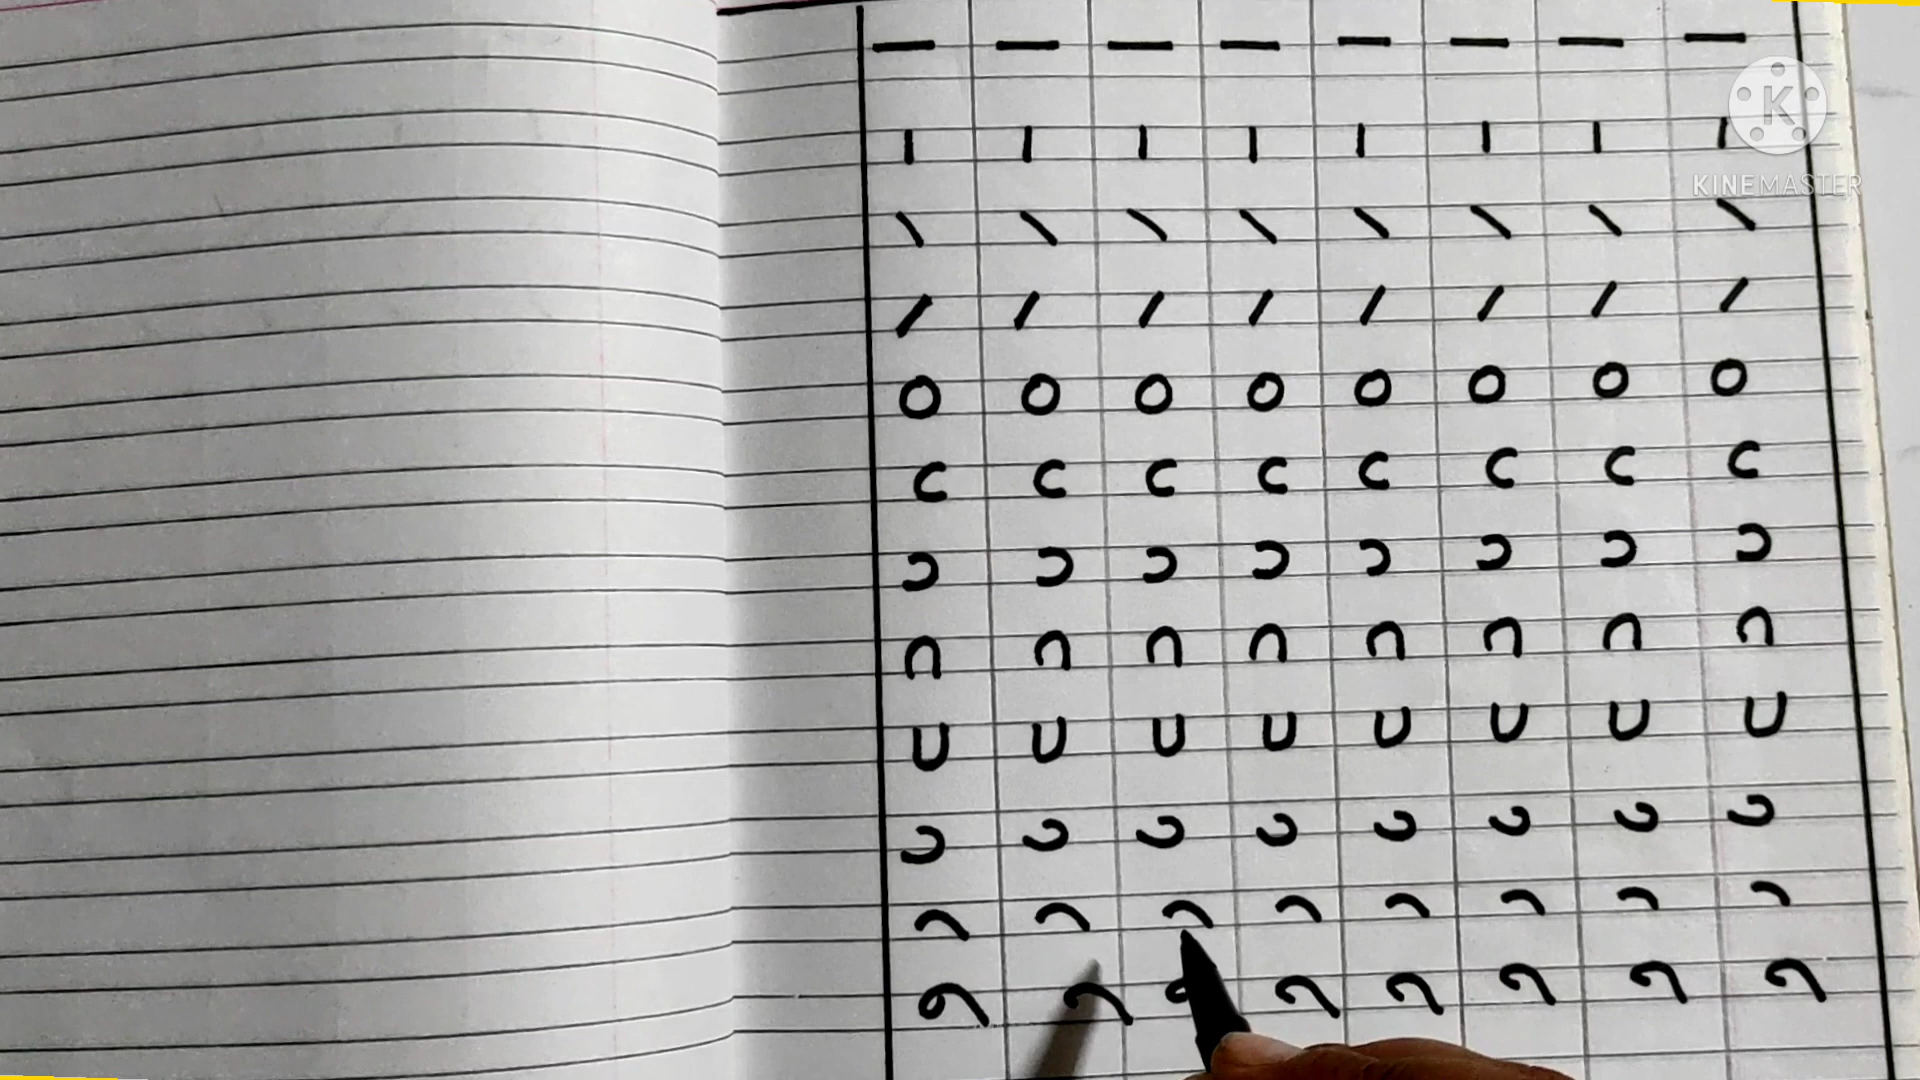 — — — — — — — —
| | | | | | | |
\ \ \ \ \ \ \ \
/ / / / / / / /
O O O O O O O O
C C C C C C C C
Ɔ Ɔ Ɔ Ɔ Ɔ Ɔ Ɔ Ɔ
∩ ∩ ∩ ∩ ∩ ∩ ∩ ∩
U U U U U U U U
K
KINEMASTER